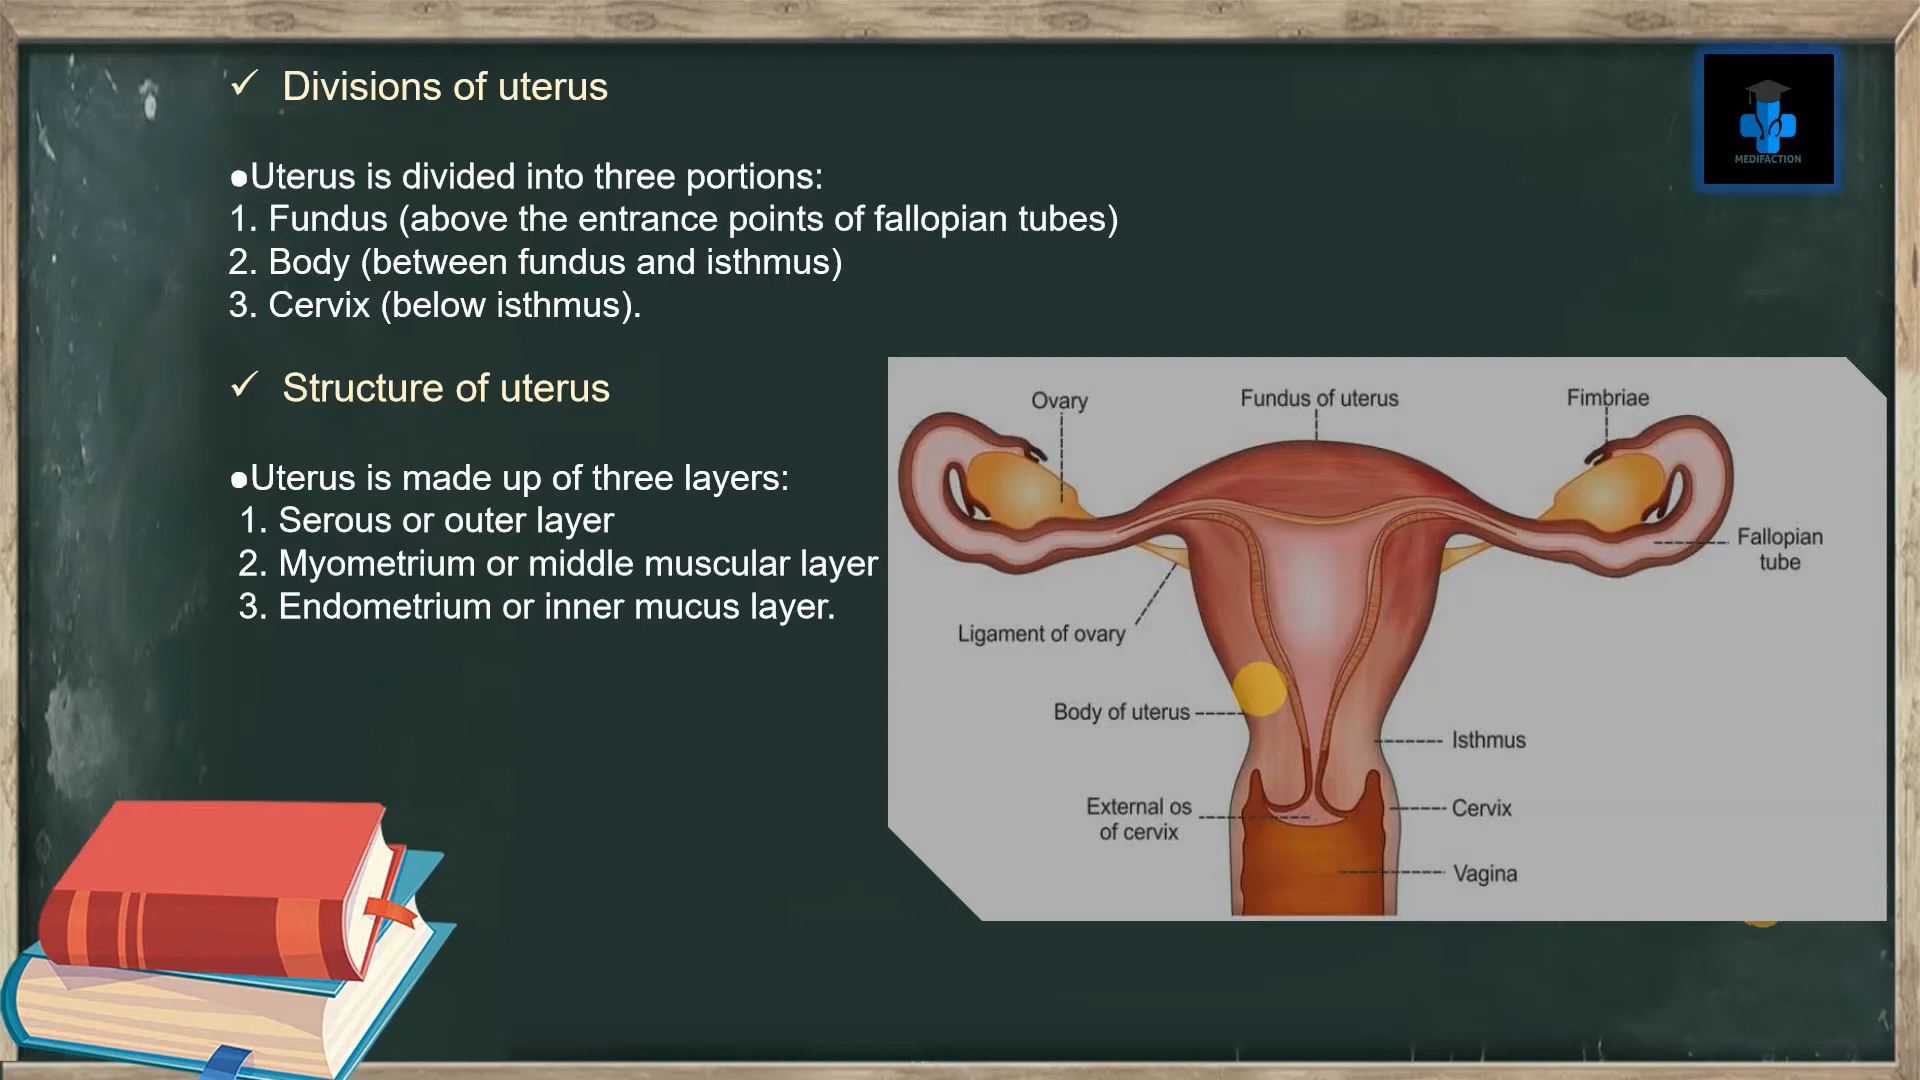 ✓ Divisions of uterus
●Uterus is divided into three portions:
1. Fundus (above the entrance points of fallopian tubes)
2. Body (between fundus and isthmus)
3. Cervix (below isthmus).
✓ Structure of uterus
●Uterus is made up of three layers:
1. Serous or outer layer
2. Myometrium or middle muscular layer
3. Endometrium or inner mucus layer.
MEDIFACTION
Ovary
Fundus of uterus
Fimbriae
Fallopian
tube
Ligament of ovary
Body of uterus
Isthmus
External os
of cervix
Cervix
Vagina